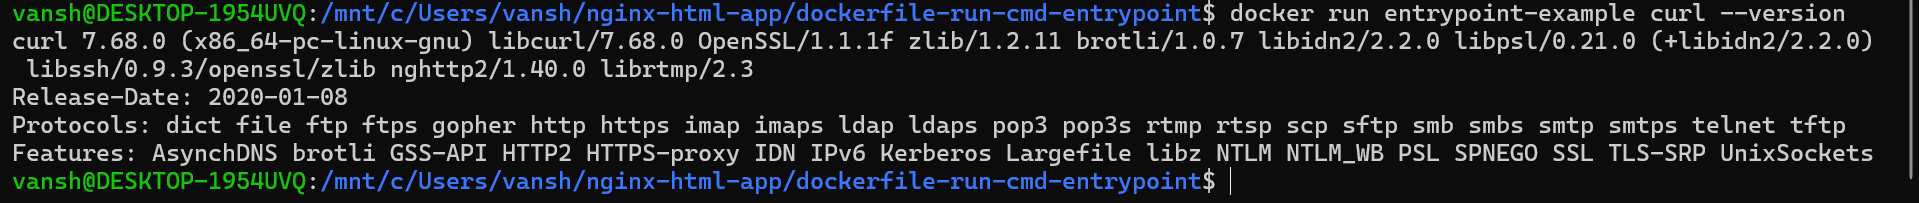 vansh@DESKTOP-1954UVQ:/mnt/c/Users/vansh/nginx-html-app/dockerfile-run-cmd-entrypoint$ docker run entrypoint-example curl --version
curl 7.68.0 (x86_64-pc-linux-gnu) libcurl/7.68.0 OpenSSL/1.1.1f zlib/1.2.11 brotli/1.0.7 libidn2/2.2.0 libpsl/0.21.0 (+libidn2/2.2.0)
 libssh/0.9.3/openssl/zlib nghttp2/1.40.0 librtmp/2.3
Release-Date: 2020-01-08
Protocols: dict file ftp ftps gopher http https imap imaps ldap ldaps pop3 pop3s rtmp rtsp scp sftp smb smbs smtp smtps telnet tftp
Features: AsynchDNS brotli GSS-API HTTP2 HTTPS-proxy IDN IPv6 Kerberos Largefile libz NTLM NTLM_WB PSL SPNEGO SSL TLS-SRP UnixSockets
vansh@DESKTOP-1954UVQ:/mnt/c/Users/vansh/nginx-html-app/dockerfile-run-cmd-entrypoint$